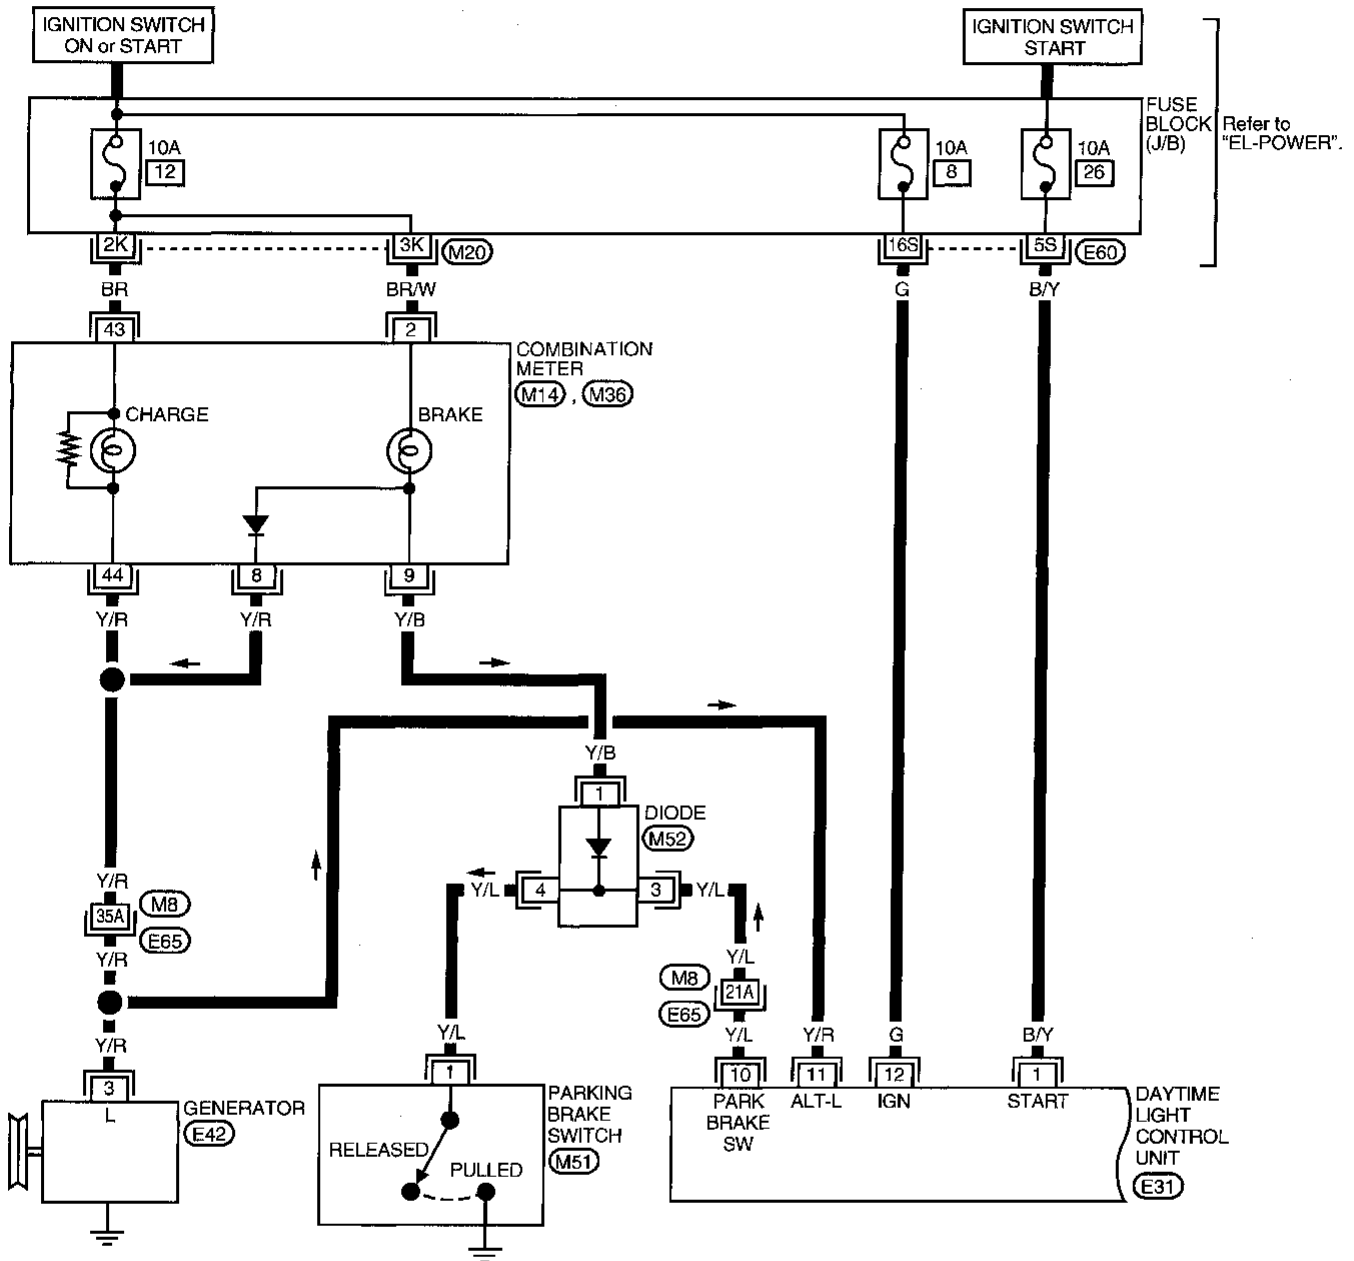 IGNITION SWITCH
ON or START
IGNITION SWITCH
START
FUSE
BLOCK
(J/B)
Refer to
"EL-POWER".
10A
12
10A
8
10A
26
2K
3K
M20
16S
5S
E60
BR
BR/W
G
B/Y
43
2
COMBINATION
METER
M14 , M36
CHARGE
BRAKE
44
8
9
Y/R
Y/R
Y/B
Y/B
1
DIODE
M52
Y/R
35A
M8
E65
Y/R
Y/L
4
3
Y/L
Y/L
M8
21A
E65
Y/R
Y/L
Y/L
Y/R
G
B/Y
3
L
GENERATOR
E42
1
PARKING
BRAKE
SWITCH
M51
RELEASED
PULLED
10
11
12
1
PARK
BRAKE
SW
ALT-L
IGN
START
DAYTIME
LIGHT
CONTROL
UNIT
E31